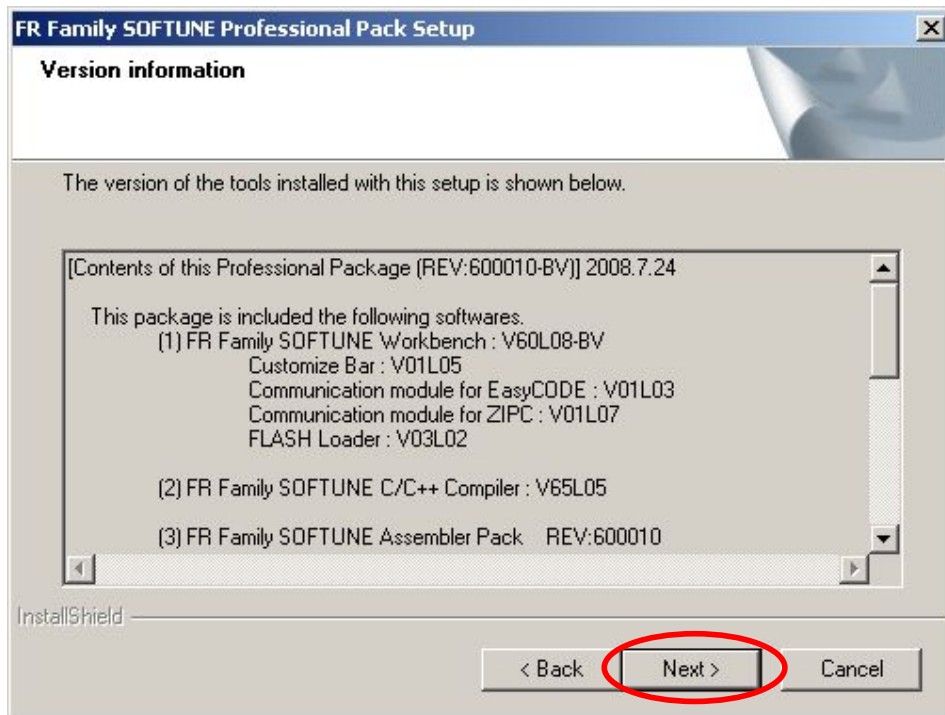 FR Family SOFTUNE Professional Pack Setup
Version information
The version of the tools installed with this setup is shown below.
[Contents of this Professional Package (REV:600010-BV)] 2008.7.24
This package is included the following softwares.
(1) FR Family SOFTUNE Workbench : V60L08-BV
Customize Bar : V01L05
Communication module for EasyCODE : V01L03
Communication module for ZIPC : V01L07
FLASH Loader : V03L02
(2) FR Family SOFTUNE C/C++ Compiler : V65L05
(3) FR Family SOFTUNE Assembler Pack REV:600010
InstallShield
< Back Next > Cancel